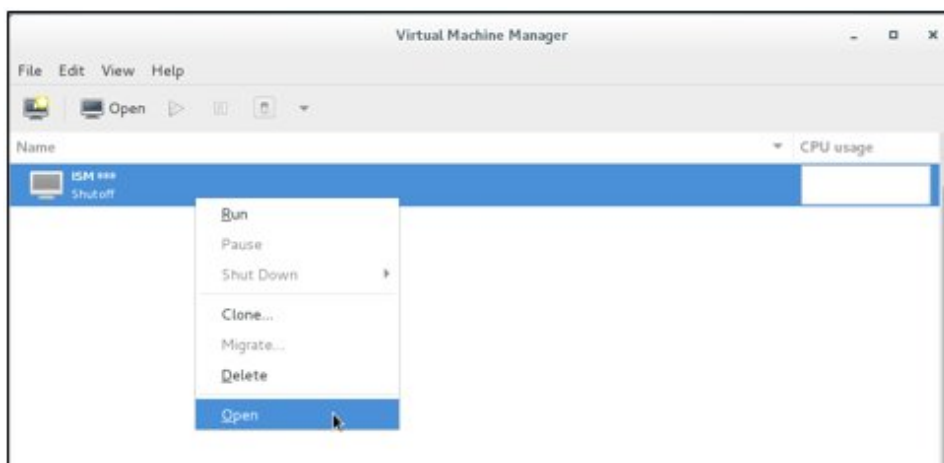 Virtual Machine Manager
File Edit View Help
Open
Name CPU usage
ISM ***
Shutoff
Run
Pause
Shut Down
Clone...
Migrate...
Delete
Open